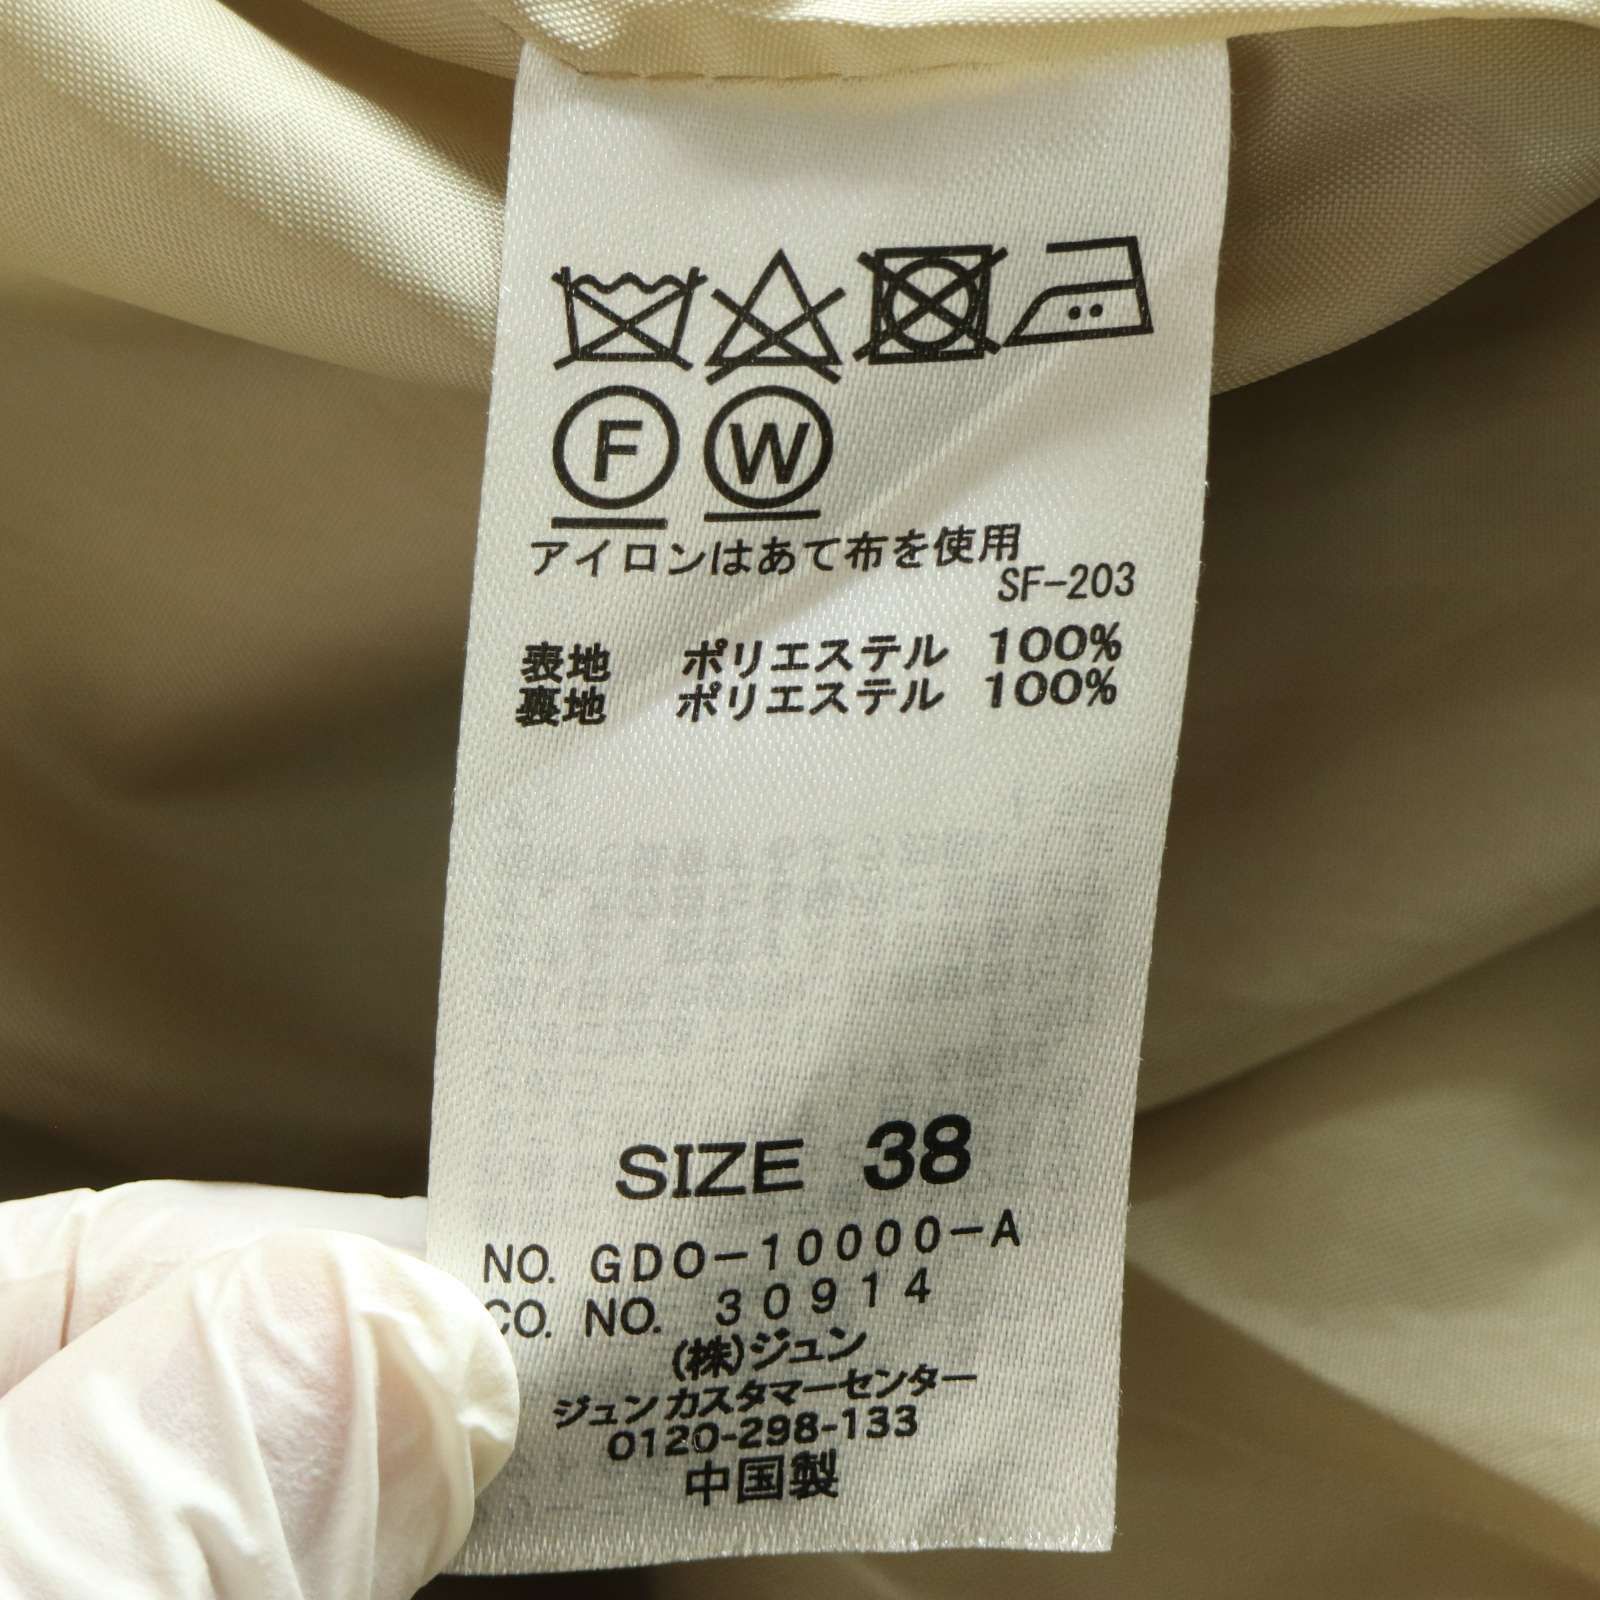 F W
アイロンはあて布を使用
SF-203
表地 ポリエステル 100%
裏地 ポリエステル 100%
SIZE 38
NO. GDO-10000-A
CO. NO. 30914
(株)ジュン
ジュンカスタマーセンター
0120-298-133
中国製